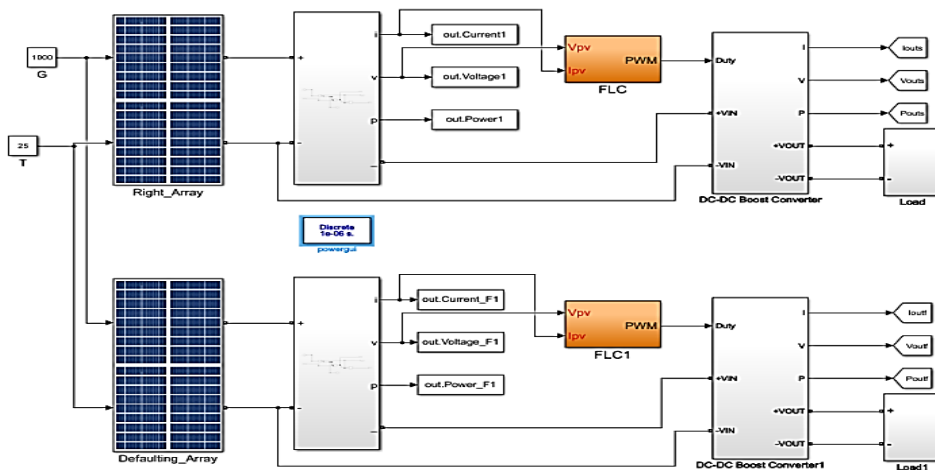 1000
G
25
T
Right_Array
+
-
i
v
p
_
out.Current1
out.Voltage1
out.Power1
Vpv
Ipv
PWM
FLC
Duty
+VIN
-VIN
I
V
P
+VOUT
-VOUT
DC-DC Boost Converter
Iouts
Vouts
Pouts
+
-
Load
Discrete
1e-06 s.
powergui
Defaulting_Array
+
-
i
v
p
_
out.Current_F1
out.Voltage_F1
out.Power_F1
Vpv
Ipv
PWM
FLC1
Duty
+VIN
-VIN
I
V
P
+VOUT
-VOUT
DC-DC Boost Converter1
Ioutf
Voutf
Poutf
+
-
Load1